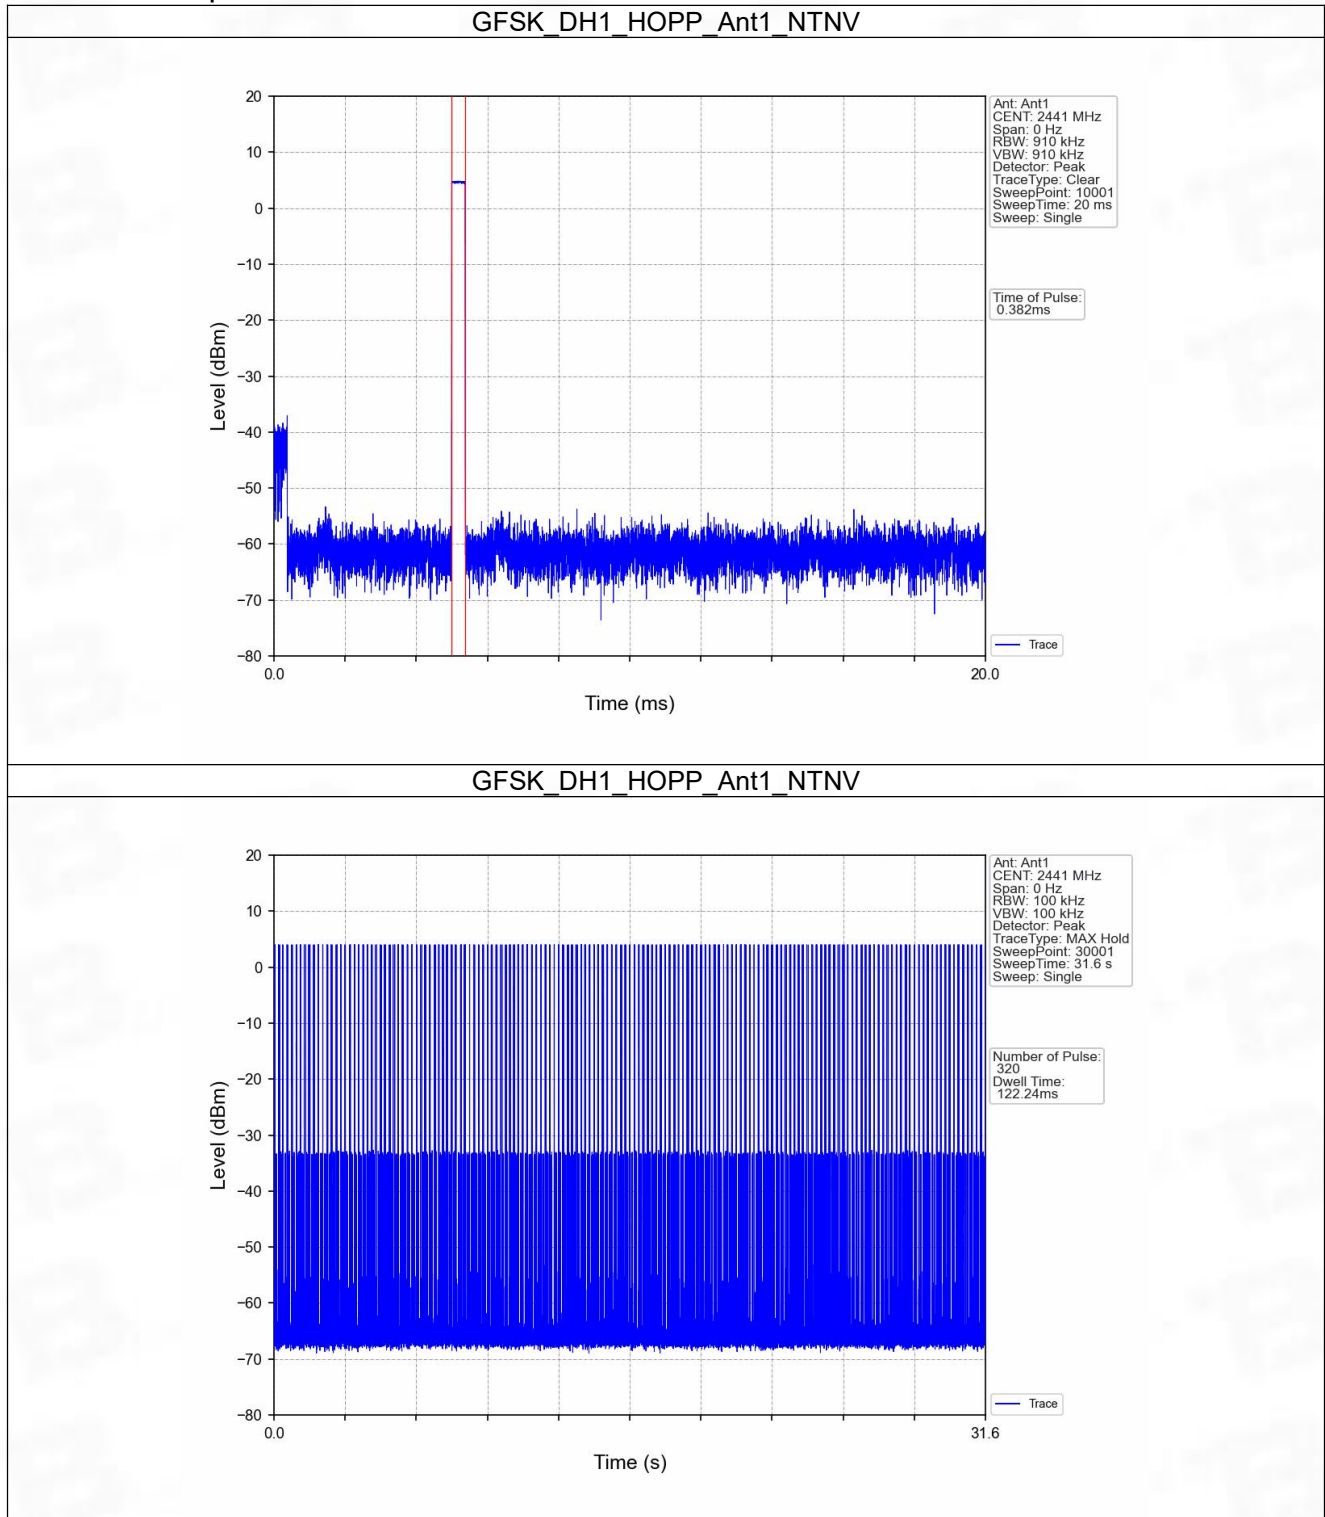 GFSK_DH1_HOPP_Ant1_NTNV
20
10
0
−10
−20
−30
−40
−50
−60
−70
−80
Level (dBm)
0.0
20.0
Time (ms)
Ant: Ant1
CENT: 2441 MHz
Span: 0 Hz
RBW: 910 kHz
VBW: 910 kHz
Detector: Peak
TraceType: Clear
SweepPoint: 10001
SweepTime: 20 ms
Sweep: Single
Time of Pulse:
0.382ms
Trace
GFSK_DH1_HOPP_Ant1_NTNV
20
10
0
−10
−20
−30
−40
−50
−60
−70
−80
Level (dBm)
0.0
31.6
Time (s)
Ant: Ant1
CENT: 2441 MHz
Span: 0 Hz
RBW: 100 kHz
VBW: 100 kHz
Detector: Peak
TraceType: MAX Hold
SweepPoint: 30001
SweepTime: 31.6 s
Sweep: Single
Number of Pulse:
320
Dwell Time:
122.24ms
Trace